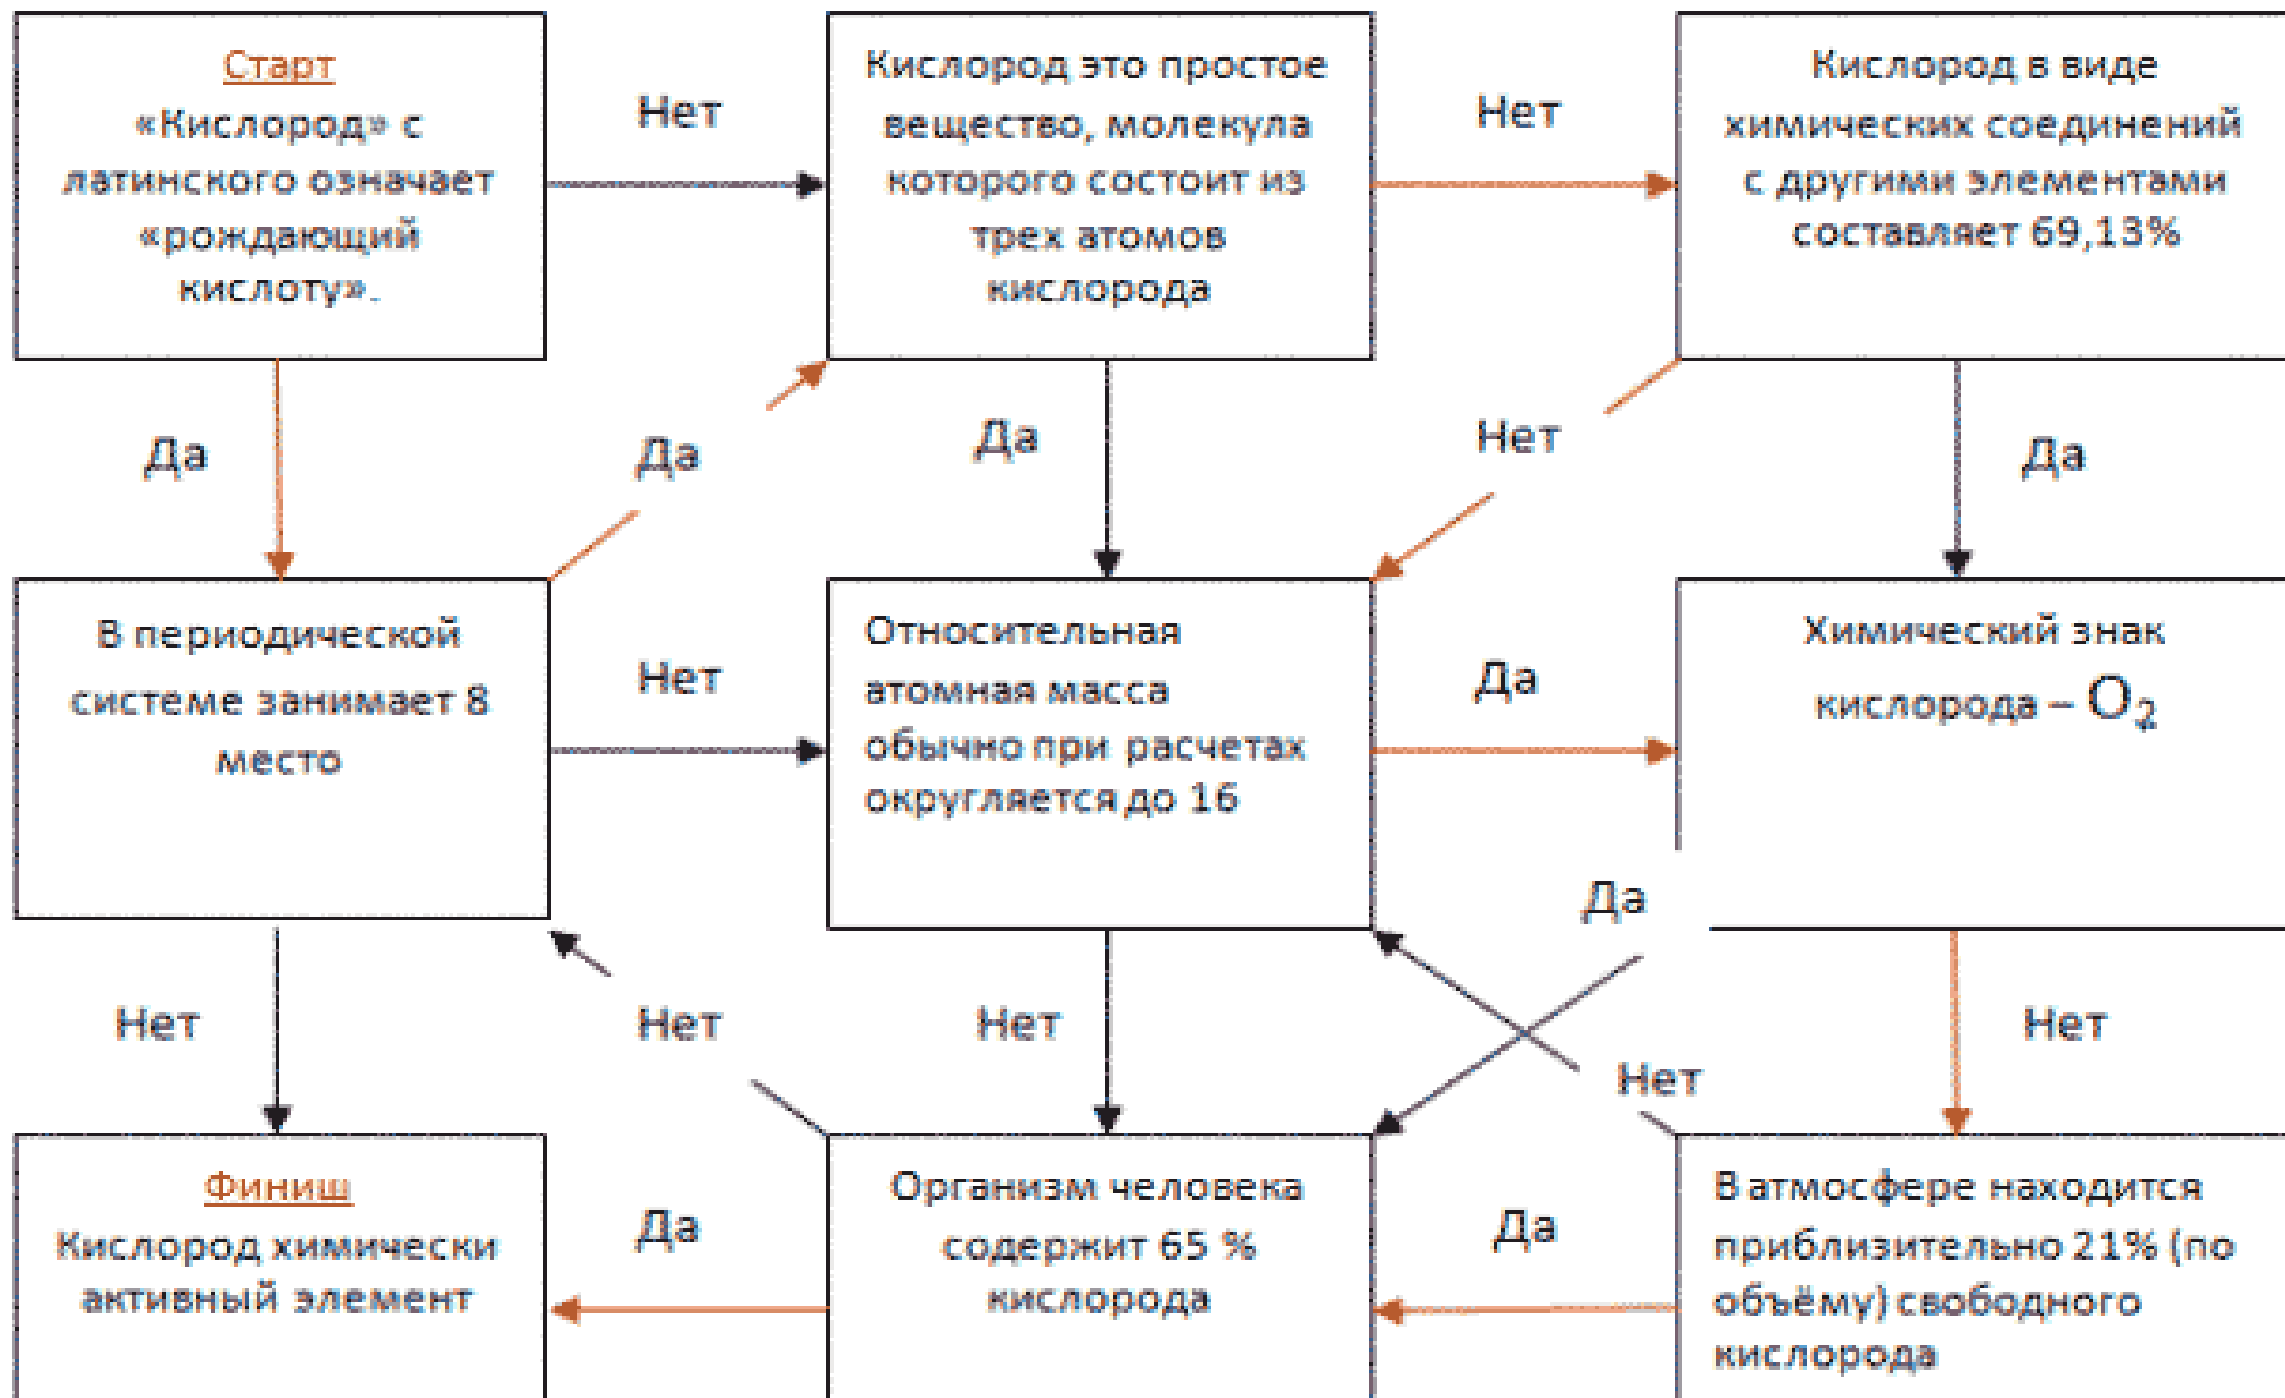 Старт
«Кислород» с
латинского означает
«рождающий
кислоту».
Нет
Кислород это простое
вещество, молекула
которого состоит из
трех атомов
кислорода
Нет
Кислород в виде
химических соединений
с другими элементами
составляет 69,13%
Да
Да
Да
Нет
Да
В периодической
системе занимает 8
место
Нет
Относительная
атомная масса
обычно при расчетах
округляется до 16
Да
Химический знак
кислорода – O₂
Нет
Нет
Нет
Да
Нет
Нет
Финиш
Кислород химически
активный элемент
Да
Организм человека
содержит 65 %
кислорода
Да
В атмосфере находится
приблизительно 21% (по
объёму) свободного
кислорода